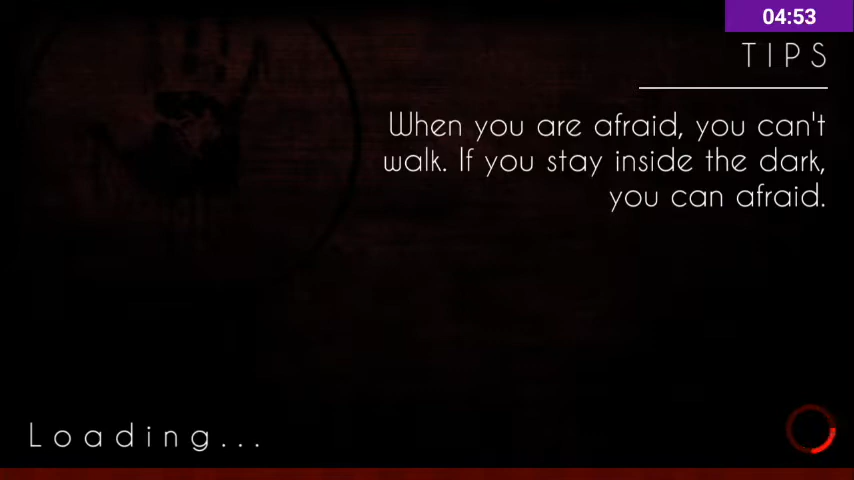 04:53
TIPS
When you are afraid, you can't
walk. If you stay inside the dark,
you can afraid.
Loading...